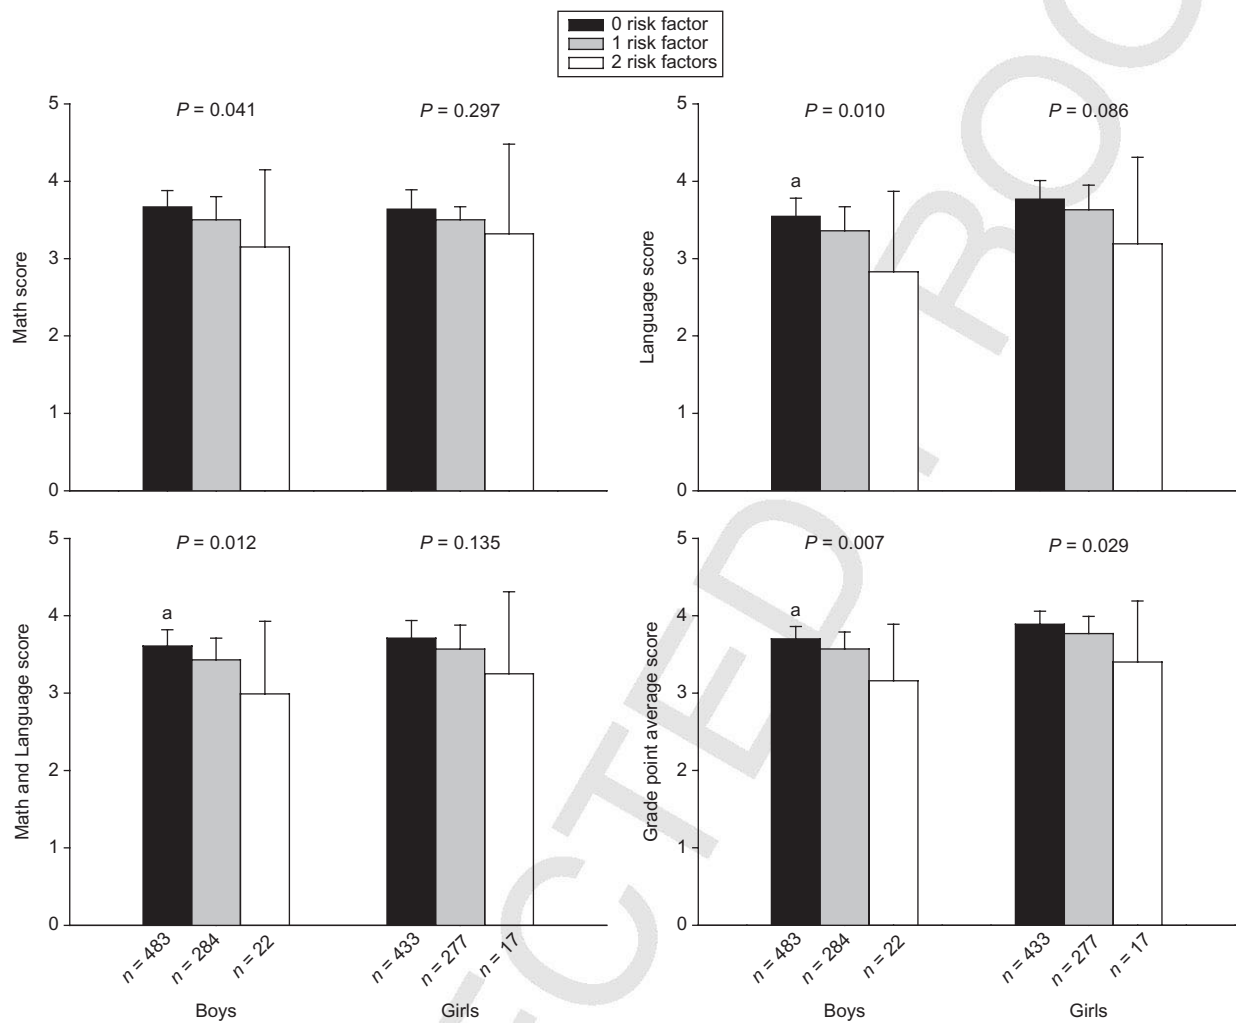 0 risk factor
1 risk factor
2 risk factors
P = 0.041
P = 0.297
5
4
3
2
1
0
Math score
a
P = 0.010
P = 0.086
5
4
3
2
1
0
Language score
a
P = 0.012
P = 0.135
5
4
3
2
1
0
Math and Language score
n = 483
n = 284
n = 22
n = 433
n = 277
n = 17
Boys
Girls
a
P = 0.007
P = 0.029
5
4
3
2
1
0
Grade point average score
n = 483
n = 284
n = 22
n = 433
n = 277
n = 17
Boys
Girls
CTED
BOO